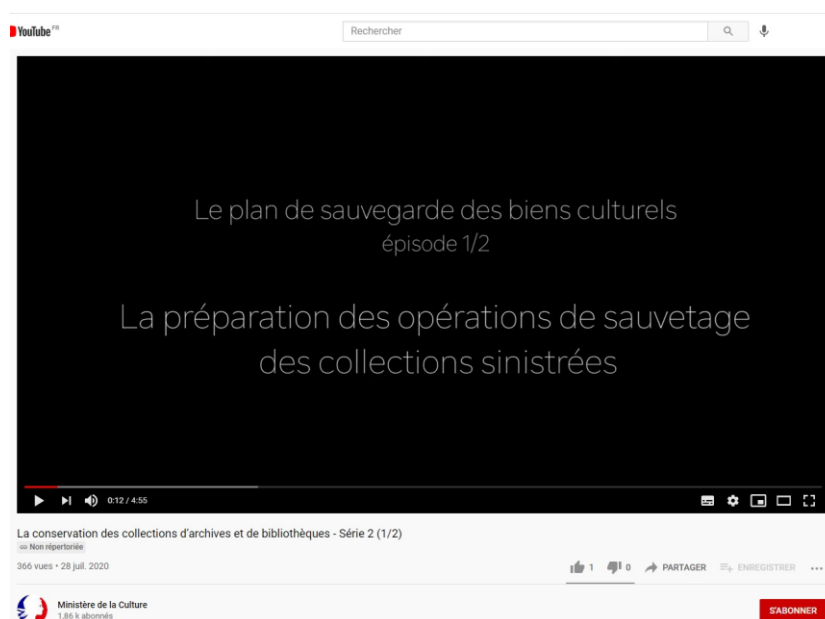 YouTube FR
Rechercher
Le plan de sauvegarde des biens culturels
épisode 1/2
La préparation des opérations de sauvetage
des collections sinistrées
0:12 / 4:55
La conservation des collections d'archives et de bibliothèques - Série 2 (1/2)
Non répertoriée
366 vues • 28 juil. 2020
1 0 PARTAGER ENREGISTRER
Ministère de la Culture
1,86 k abonnés
S'ABONNER